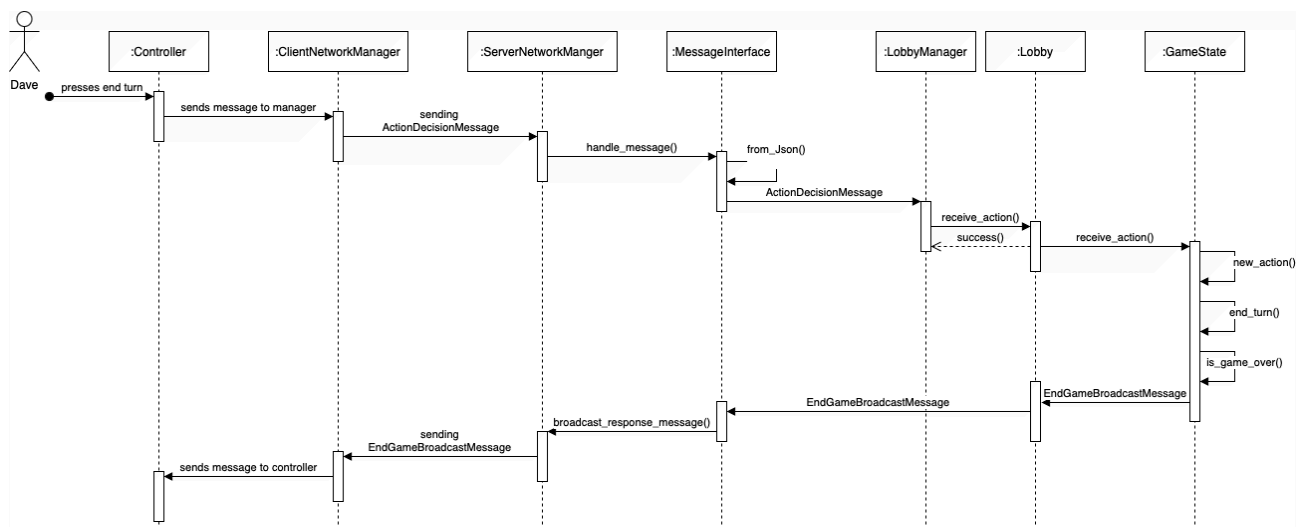 :Controller
:ClientNetworkManager
:ServerNetworkManger
:MessageInterface
:LobbyManager
:Lobby
:GameState
Dave
presses end turn
sends message to manager
sending
ActionDecisionMessage
handle_message()
from_Json()
ActionDecisionMessage
receive_action()
success()
receive_action()
new_action()
end_turn()
is_game_over()
EndGameBroadcastMessage
EndGameBroadcastMessage
broadcast_response_message()
sending
EndGameBroadcastMessage
sends message to controller